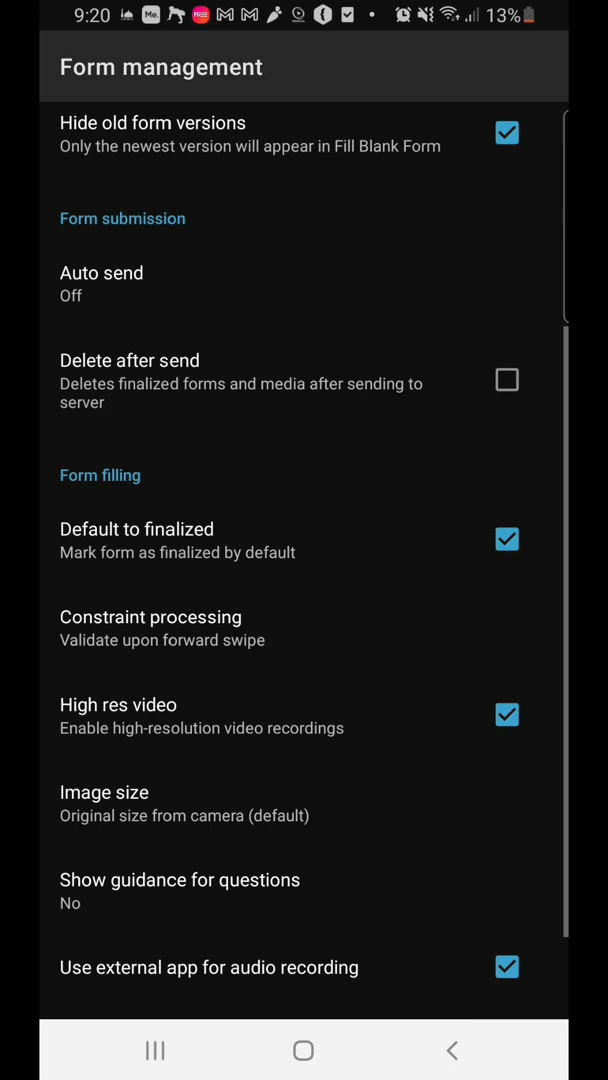 9:20 Me. FREE 13%
Form management
Hide old form versions
Only the newest version will appear in Fill Blank Form
Form submission
Auto send
Off
Delete after send
Deletes finalized forms and media after sending to
server
Form filling
Default to finalized
Mark form as finalized by default
Constraint processing
Validate upon forward swipe
High res video
Enable high-resolution video recordings
Image size
Original size from camera (default)
Show guidance for questions
No
Use external app for audio recording